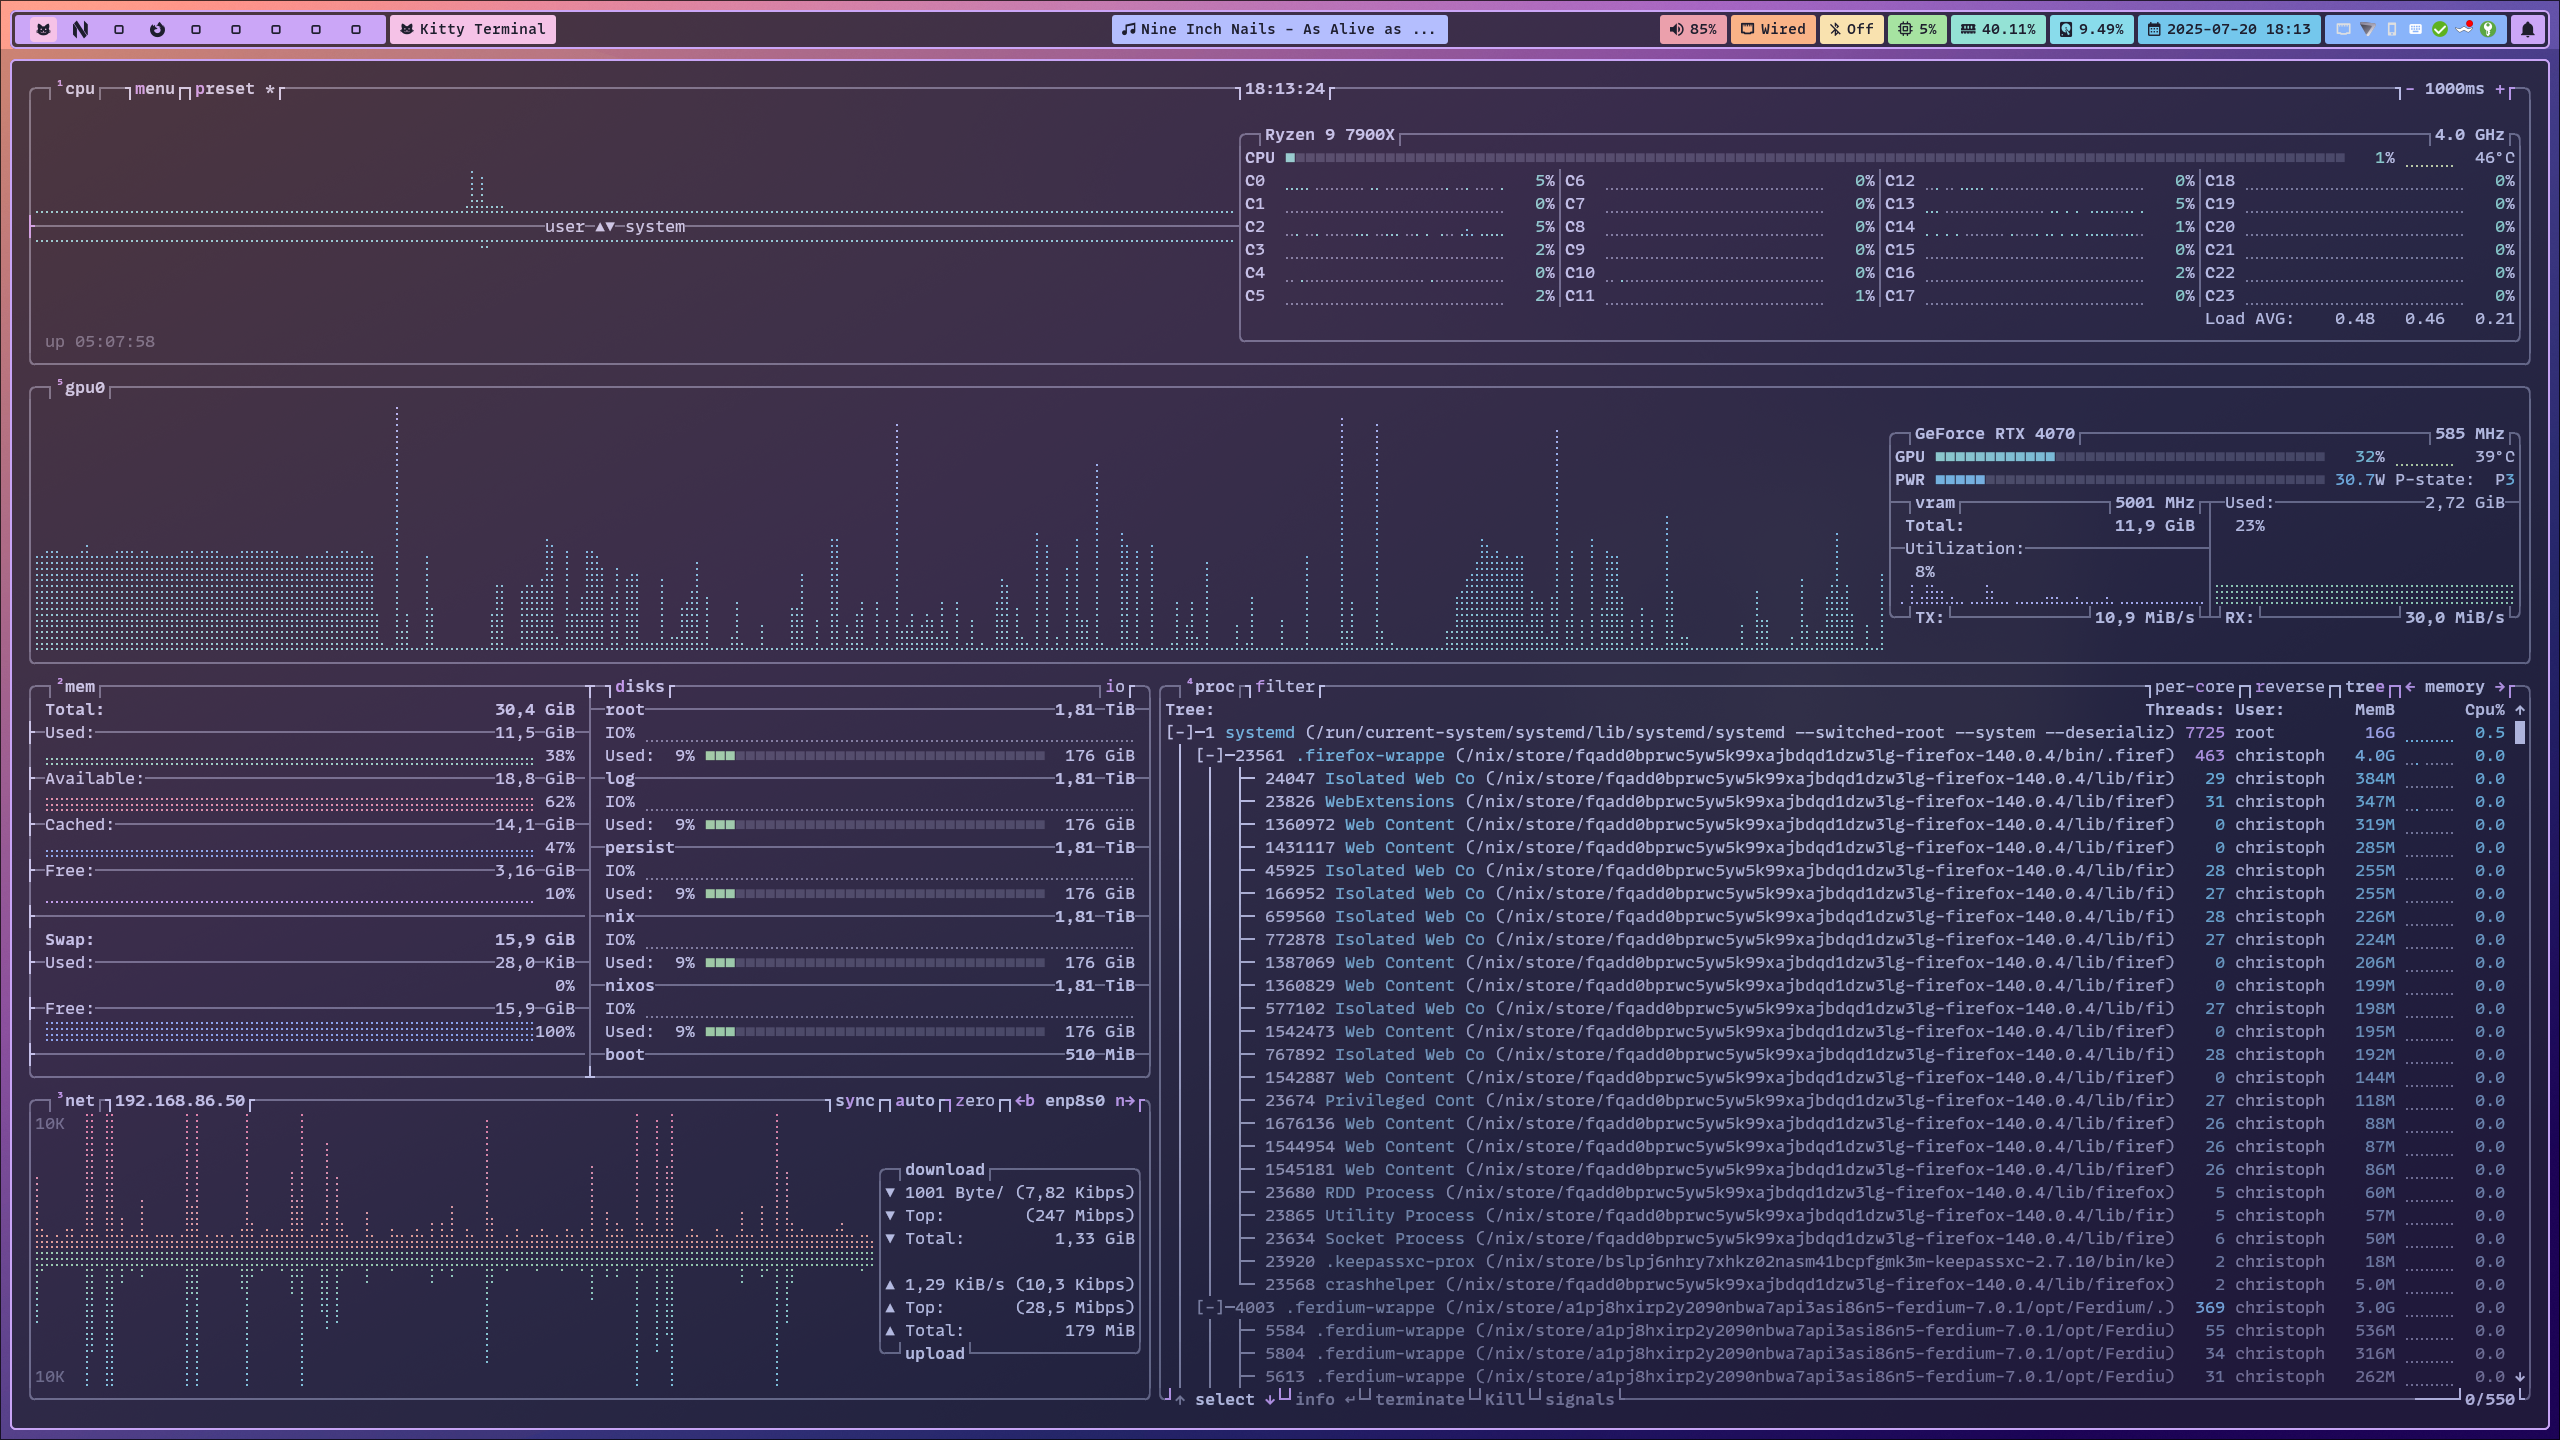 Kitty Terminal
Nine Inch Nails - As Alive as ...
85% Wired Off 5% 40.11% 9.49% 2025-07-20 18:13
¹cpu menu preset * 18:13:24 - 1000ms +
Ryzen 9 7900X 4.0 GHz
CPU 1% 46°C
C0 5% C6 0% C12 0% C18 0%
C1 0% C7 0% C13 5% C19 0%
user ▲▼ system
C2 5% C8 0% C14 1% C20 0%
C3 2% C9 0% C15 0% C21 0%
C4 0% C10 0% C16 2% C22 0%
C5 2% C11 1% C17 0% C23 0%
Load AVG: 0.48 0.46 0.21
up 05:07:58
⁵gpu0
GeForce RTX 4070 585 MHz
GPU 32% 39°C
PWR 30.7W P-state: P3
vram 5001 MHz Used: 2,72 GiB
Total: 11,9 GiB 23%
Utilization:
8%
TX: 10,9 MiB/s RX: 30,0 MiB/s
²mem
Total: 30,4 GiB
Used: 11,5 GiB
38%
Available: 18,8 GiB
62%
Cached: 14,1 GiB
47%
Free: 3,16 GiB
10%
Swap: 15,9 GiB
Used: 28,0 KiB
0%
Free: 15,9 GiB
100%
disks io
root 1,81 TiB
IO%
Used: 9% 176 GiB
log 1,81 TiB
IO%
Used: 9% 176 GiB
persist 1,81 TiB
IO%
Used: 9% 176 GiB
nix 1,81 TiB
IO%
Used: 9% 176 GiB
nixos 1,81 TiB
IO%
Used: 9% 176 GiB
boot 510 MiB
³net 192.168.86.50 sync auto zero ←b enp8s0 n→
10K
download
▼ 1001 Byte/ (7,82 Kibps)
▼ Top: (247 Mibps)
▼ Total: 1,33 GiB
▲ 1,29 KiB/s (10,3 Kibps)
▲ Top: (28,5 Mibps)
▲ Total: 179 MiB
upload
10K
⁴proc filter per-core reverse tree ← memory →
Tree: Threads: User: MemB Cpu% ↑
[-]─1 systemd (/run/current-system/systemd/lib/systemd/systemd --switched-root --system --deserializ) 7725 root 16G 0.5
[-]─23561 .firefox-wrappe (/nix/store/fqadd0bprwc5yw5k99xajbdqd1dzw3lg-firefox-140.0.4/bin/.firef) 463 christoph 4.0G 0.0
24047 Isolated Web Co (/nix/store/fqadd0bprwc5yw5k99xajbdqd1dzw3lg-firefox-140.0.4/lib/fir) 29 christoph 384M 0.0
23826 WebExtensions (/nix/store/fqadd0bprwc5yw5k99xajbdqd1dzw3lg-firefox-140.0.4/lib/firef) 31 christoph 347M 0.0
1360972 Web Content (/nix/store/fqadd0bprwc5yw5k99xajbdqd1dzw3lg-firefox-140.0.4/lib/firef) 0 christoph 319M 0.0
1431117 Web Content (/nix/store/fqadd0bprwc5yw5k99xajbdqd1dzw3lg-firefox-140.0.4/lib/firef) 0 christoph 285M 0.0
45925 Isolated Web Co (/nix/store/fqadd0bprwc5yw5k99xajbdqd1dzw3lg-firefox-140.0.4/lib/fir) 28 christoph 255M 0.0
166952 Isolated Web Co (/nix/store/fqadd0bprwc5yw5k99xajbdqd1dzw3lg-firefox-140.0.4/lib/fi) 27 christoph 255M 0.0
659560 Isolated Web Co (/nix/store/fqadd0bprwc5yw5k99xajbdqd1dzw3lg-firefox-140.0.4/lib/fi) 28 christoph 226M 0.0
772878 Isolated Web Co (/nix/store/fqadd0bprwc5yw5k99xajbdqd1dzw3lg-firefox-140.0.4/lib/fi) 27 christoph 224M 0.0
1387069 Web Content (/nix/store/fqadd0bprwc5yw5k99xajbdqd1dzw3lg-firefox-140.0.4/lib/firef) 0 christoph 206M 0.0
1360829 Web Content (/nix/store/fqadd0bprwc5yw5k99xajbdqd1dzw3lg-firefox-140.0.4/lib/firef) 0 christoph 199M 0.0
577102 Isolated Web Co (/nix/store/fqadd0bprwc5yw5k99xajbdqd1dzw3lg-firefox-140.0.4/lib/fi) 27 christoph 198M 0.0
1542473 Web Content (/nix/store/fqadd0bprwc5yw5k99xajbdqd1dzw3lg-firefox-140.0.4/lib/firef) 0 christoph 195M 0.0
767892 Isolated Web Co (/nix/store/fqadd0bprwc5yw5k99xajbdqd1dzw3lg-firefox-140.0.4/lib/fi) 28 christoph 192M 0.0
1542887 Web Content (/nix/store/fqadd0bprwc5yw5k99xajbdqd1dzw3lg-firefox-140.0.4/lib/firef) 0 christoph 144M 0.0
23674 Privileged Cont (/nix/store/fqadd0bprwc5yw5k99xajbdqd1dzw3lg-firefox-140.0.4/lib/fir) 27 christoph 118M 0.0
1676136 Web Content (/nix/store/fqadd0bprwc5yw5k99xajbdqd1dzw3lg-firefox-140.0.4/lib/firef) 26 christoph 88M 0.0
1544954 Web Content (/nix/store/fqadd0bprwc5yw5k99xajbdqd1dzw3lg-firefox-140.0.4/lib/firef) 26 christoph 87M 0.0
1545181 Web Content (/nix/store/fqadd0bprwc5yw5k99xajbdqd1dzw3lg-firefox-140.0.4/lib/firef) 26 christoph 86M 0.0
23680 RDD Process (/nix/store/fqadd0bprwc5yw5k99xajbdqd1dzw3lg-firefox-140.0.4/lib/firefox) 5 christoph 60M 0.0
23865 Utility Process (/nix/store/fqadd0bprwc5yw5k99xajbdqd1dzw3lg-firefox-140.0.4/lib/fir) 5 christoph 57M 0.0
23634 Socket Process (/nix/store/fqadd0bprwc5yw5k99xajbdqd1dzw3lg-firefox-140.0.4/lib/fire) 6 christoph 50M 0.0
23920 .keepassxc-prox (/nix/store/bslpj6nhry7xhkz02nasm41bcpfgmk3m-keepassxc-2.7.10/bin/ke) 2 christoph 18M 0.0
23568 crashhelper (/nix/store/fqadd0bprwc5yw5k99xajbdqd1dzw3lg-firefox-140.0.4/lib/firefox) 2 christoph 5.0M 0.0
[-]─4003 .ferdium-wrappe (/nix/store/a1pj8hxirp2y2090nbwa7api3asi86n5-ferdium-7.0.1/opt/Ferdium/.) 369 christoph 3.0G 0.0
5584 .ferdium-wrappe (/nix/store/a1pj8hxirp2y2090nbwa7api3asi86n5-ferdium-7.0.1/opt/Ferdiu) 55 christoph 536M 0.0
5804 .ferdium-wrappe (/nix/store/a1pj8hxirp2y2090nbwa7api3asi86n5-ferdium-7.0.1/opt/Ferdiu) 34 christoph 316M 0.0
5613 .ferdium-wrappe (/nix/store/a1pj8hxirp2y2090nbwa7api3asi86n5-ferdium-7.0.1/opt/Ferdiu) 31 christoph 262M 0.0 ↓
↑ select ↓ info ↵ terminate Kill signals 0/550